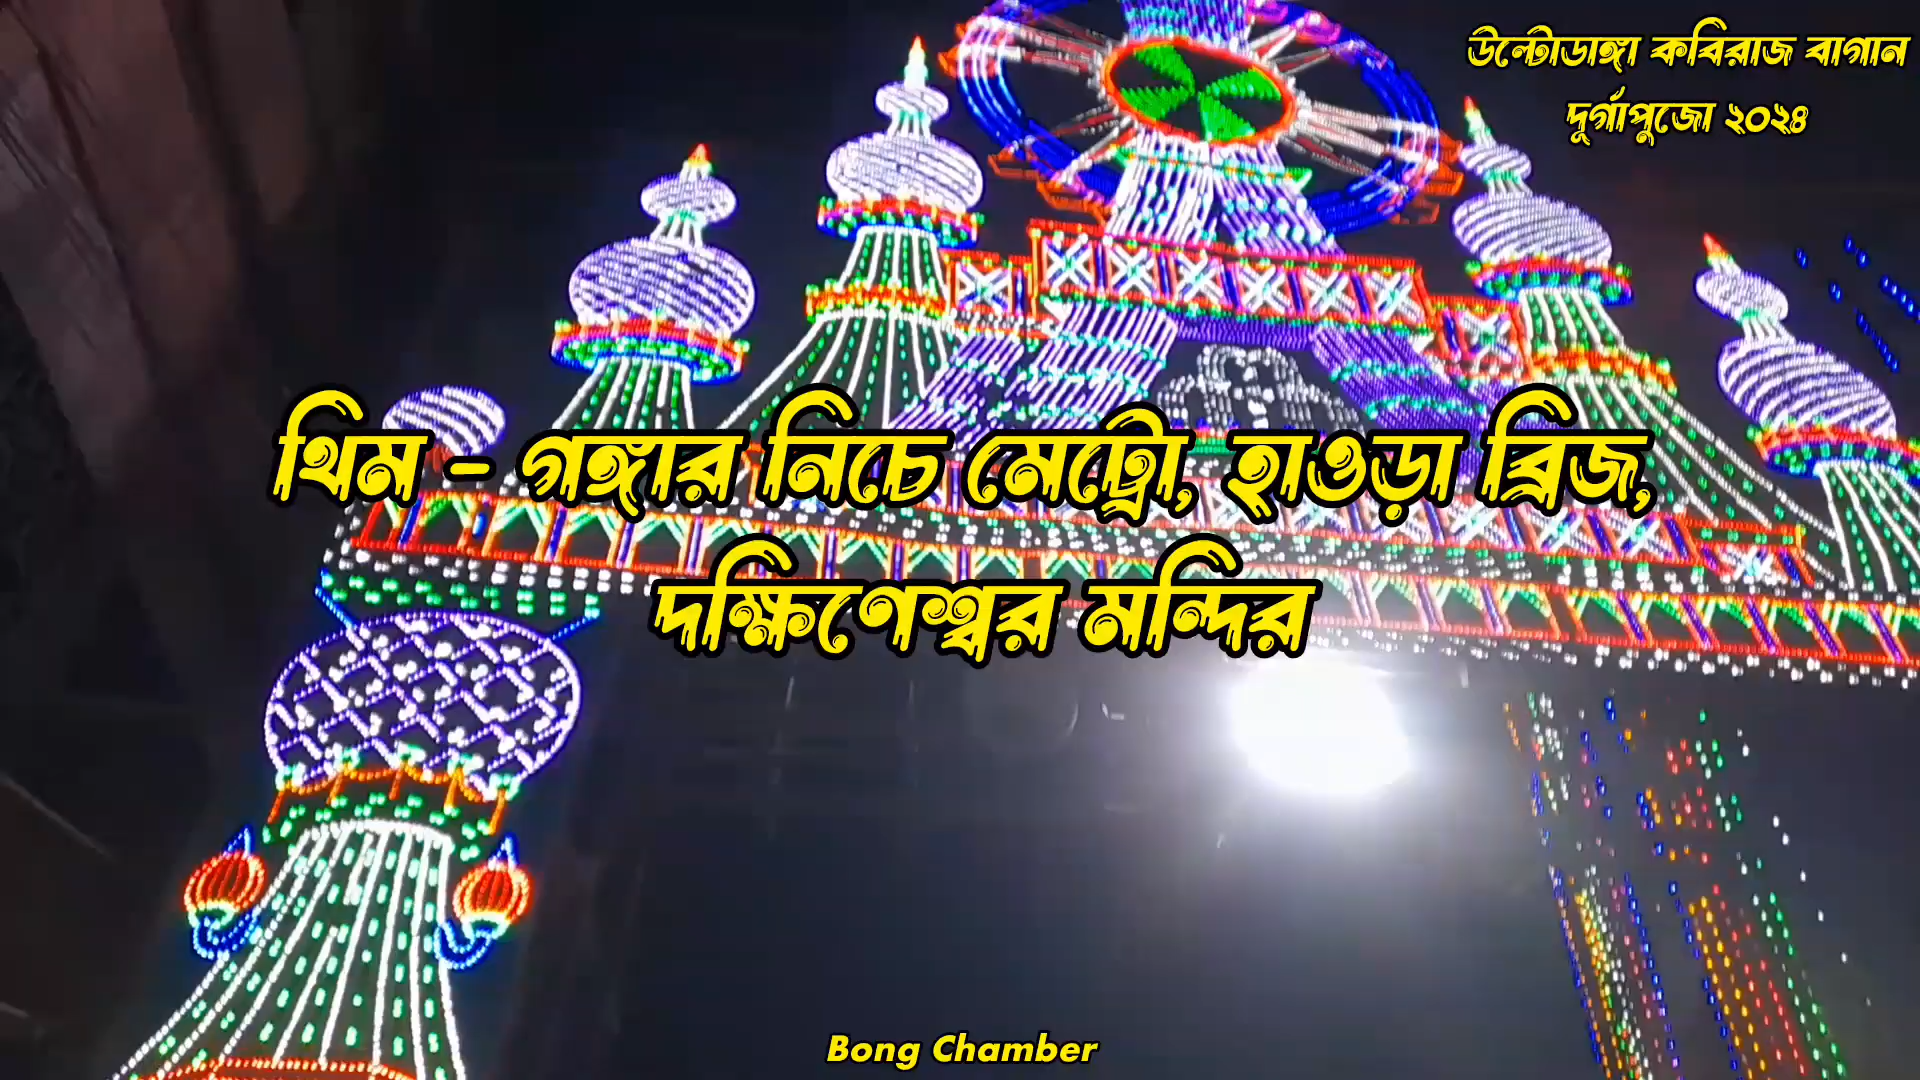 উল্টোডাঙ্গা কবিরাজ বাগান
দূর্গাপুজো ২০২৪
থিম - গঙ্গার নিচে মেট্রো, হাওড়া ব্রিজ,
দক্ষিণেশ্বর মন্দির
Bong Chamber